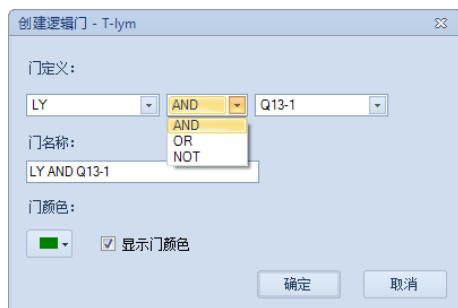 创建逻辑门 - T-lym
门定义:
LY AND Q13-1
AND
OR
NOT
门名称:
LY AND Q13-1
门颜色:
显示门颜色
确定 取消